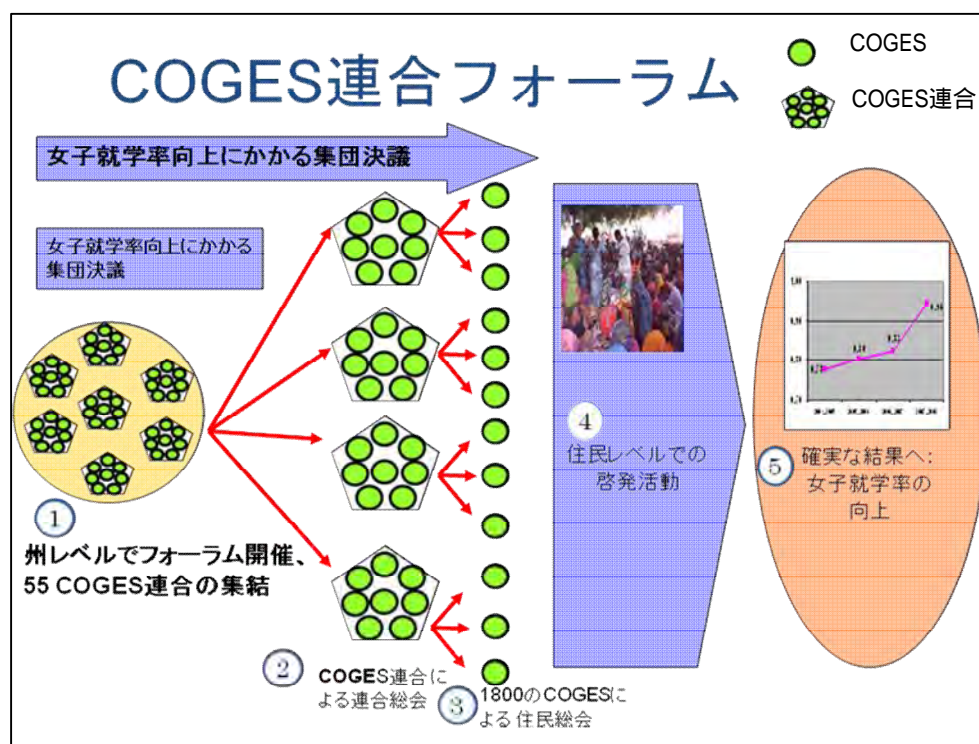 COGES連合フォーラム
COGES
COGES連合
女子就学率向上にかかる集団決議
女子就学率向上にかかる
集団決議
1
州レベルでフォーラム開催、
55 COGES連合の集結
2
COGES連合に
よる連合総会
3
1800のCOGESに
よる住民総会
4
住民レベルでの
啓発活動
5
確実な結果へ:
女子就学率の
向上